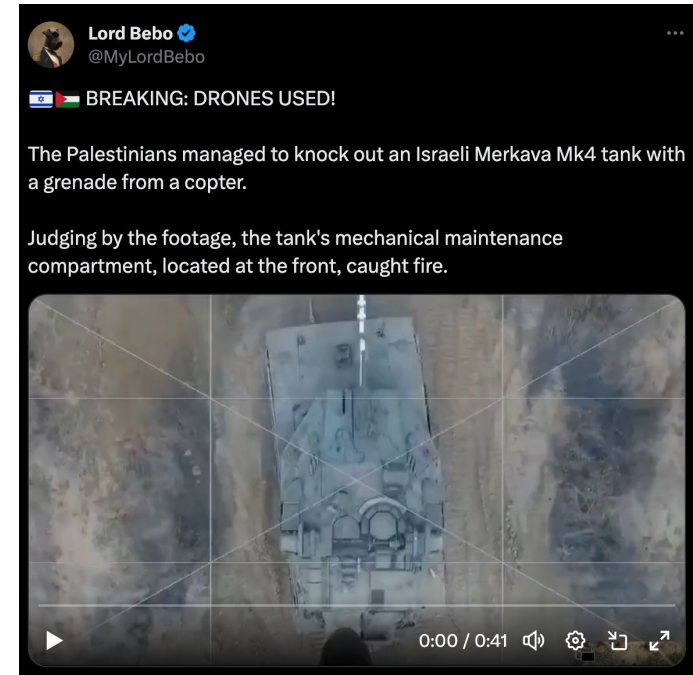 Lord Bebo
@MyLordBebo
🇮🇱🇵🇸 BREAKING: DRONES USED!
The Palestinians managed to knock out an Israeli Merkava Mk4 tank with
a grenade from a copter.
Judging by the footage, the tank's mechanical maintenance
compartment, located at the front, caught fire.
0:00 / 0:41